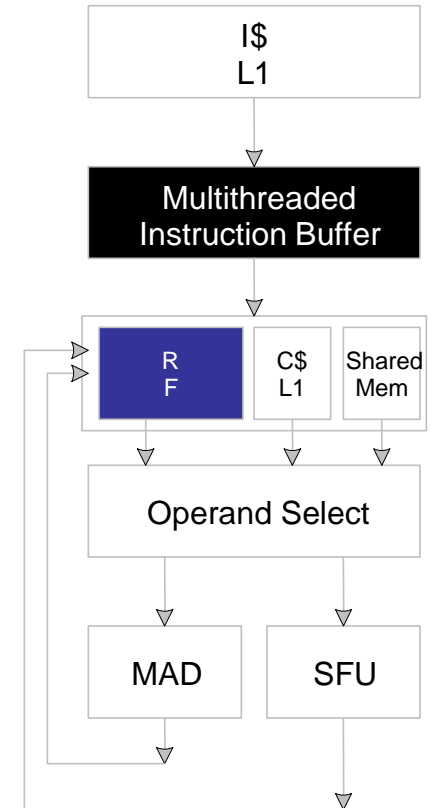 I$
L1
Multithreaded
Instruction Buffer
R
F
C$
L1
Shared
Mem
Operand Select
MAD
SFU